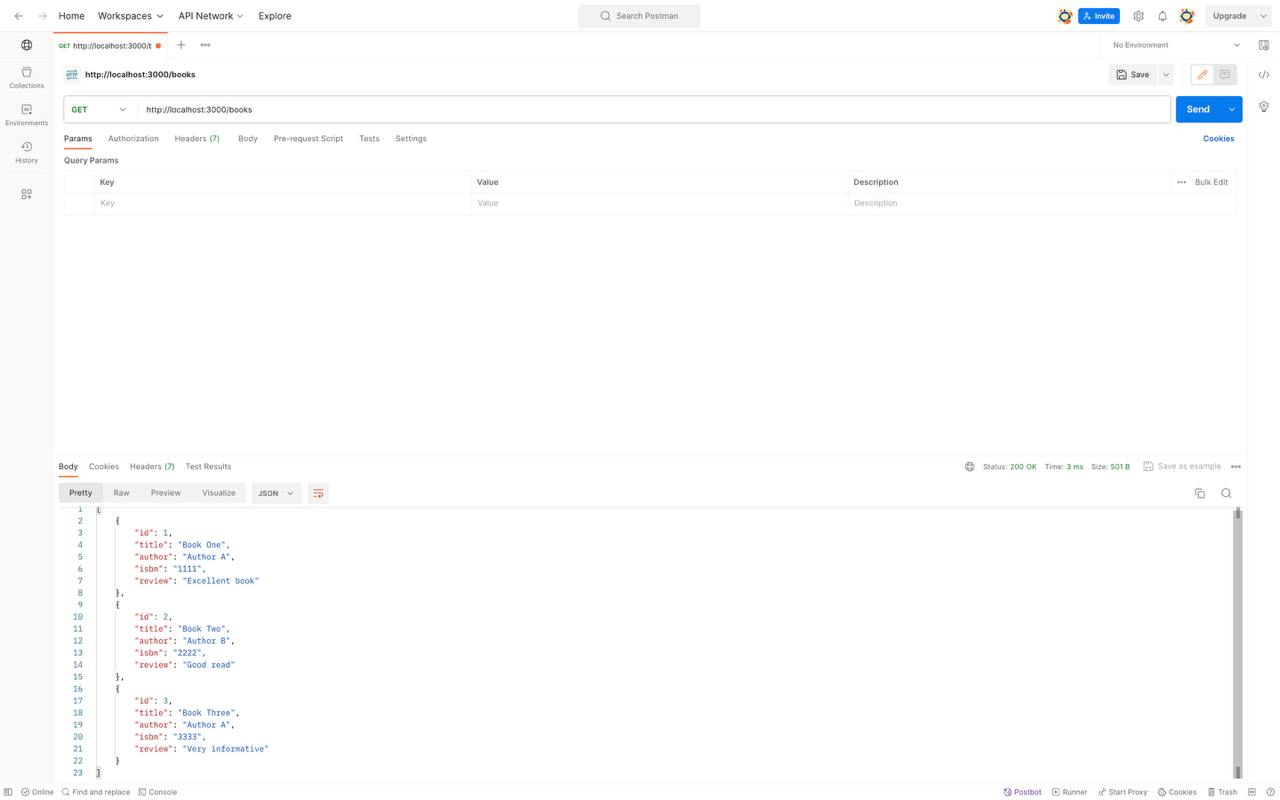 Home Workspaces API Network Explore Search Postman Invite Upgrade
GET http://localhost:3000/b No Environment
HTTP http://localhost:3000/books Save
Collections
GET http://localhost:3000/books Send
Environments
Params Authorization Headers (7) Body Pre-request Script Tests Settings Cookies
History
Query Params
Key Value Description Bulk Edit
Key Value Description
Body Cookies Headers (7) Test Results Status: 200 OK Time: 3 ms Size: 501 B Save as example
Pretty Raw Preview Visualize JSON
1 [
2 {
3 "id": 1,
4 "title": "Book One",
5 "author": "Author A",
6 "isbn": "1111",
7 "review": "Excellent book"
8 },
9 {
10 "id": 2,
11 "title": "Book Two",
12 "author": "Author B",
13 "isbn": "2222",
14 "review": "Good read"
15 },
16 {
17 "id": 3,
18 "title": "Book Three",
19 "author": "Author A",
20 "isbn": "3333",
21 "review": "Very informative"
22 }
23 ]
Online Find and replace Console Postbot Runner Start Proxy Cookies Trash